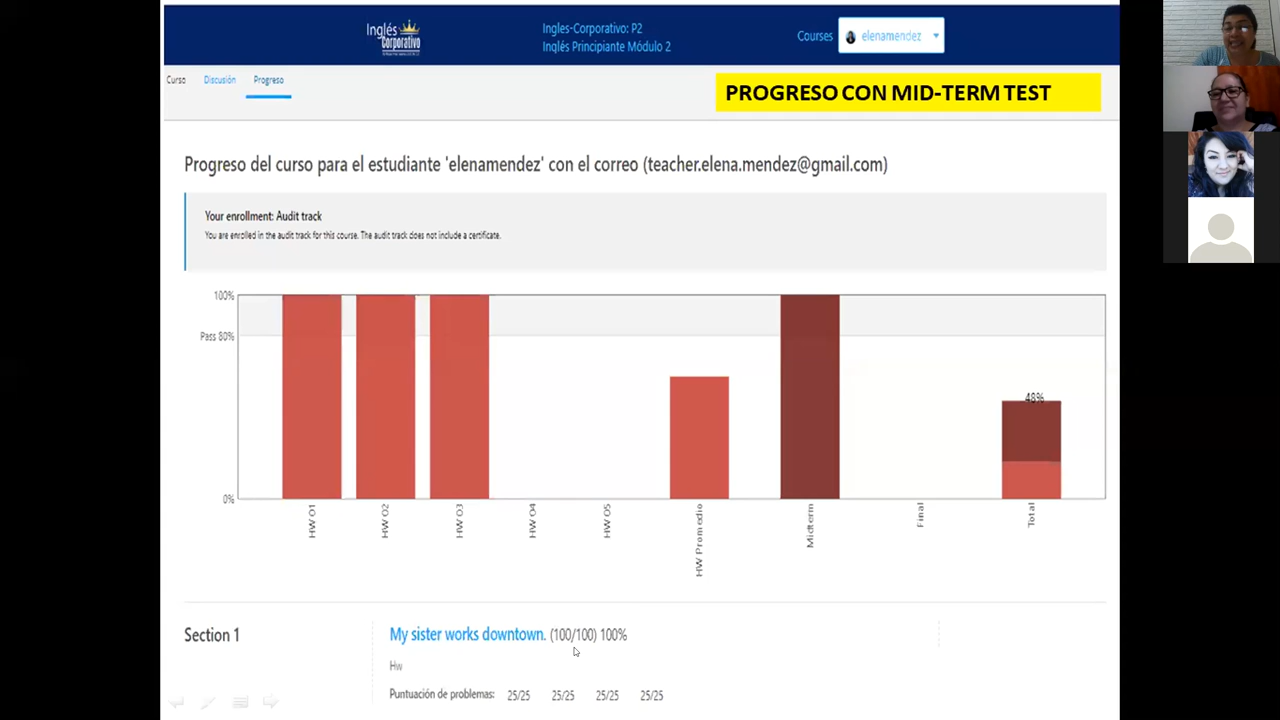 Inglés
Corporativo
Ingles-Corporativo: P2
Inglés Principiante Módulo 2
Courses
elenamendez
Curso
Discusión
Progreso
PROGRESO CON MID-TERM TEST
Progreso del curso para el estudiante 'elenamendez' con el correo (teacher.elena.mendez@gmail.com)
Your enrollment: Audit track
You are enrolled in the audit track for this course. The audit track does not include a certificate.
100%
Pass 80%
0%
48%
HW 01
HW 02
HW 03
HW 04
HW 05
HW Promedio
Midterm
Final
Total
Section 1
My sister works downtown. (100/100) 100%
Hw
Puntuación de problemas: 25/25 25/25 25/25 25/25